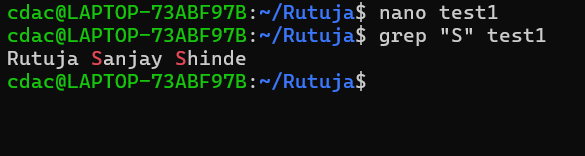 cdac@LAPTOP-73ABF97B:~/Rutuja$ nano test1
cdac@LAPTOP-73ABF97B:~/Rutuja$ grep "S" test1
Rutuja Sanjay Shinde
cdac@LAPTOP-73ABF97B:~/Rutuja$